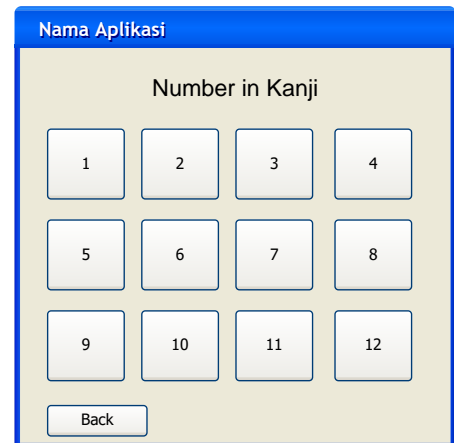 Nama Aplikasi
Number in Kanji
1 2 3 4
5 6 7 8
9 10 11 12
Back